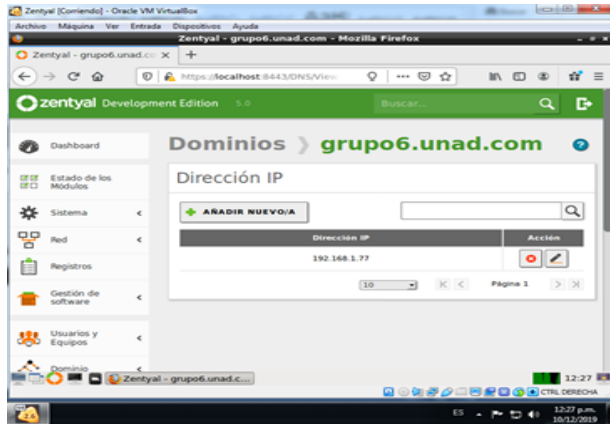 Zentyal [Corriendo] - Oracle VM VirtualBox
Archivo Máquina Ver Entrada Dispositivos Ayuda
Zentyal - grupo6.unad.com - Mozilla Firefox
Zentyal - grupo6.unad.co
https://localhost:8443/DNS/View
zentyal Development Edition 5.0
Buscar...
Dashboard
Estado de los Módulos
Sistema
Red
Registros
Gestión de software
Usuarios y Equipos
Dominio
Dominios
grupo6.unad.com
Dirección IP
AÑADIR NUEVO/A
Dirección IP Acción
192.168.1.77
10
Página 1
Zentyal - grupo6.unad.c...
12:27
CTRL DERECHA
ES
12:27 p.m.
10/12/2019